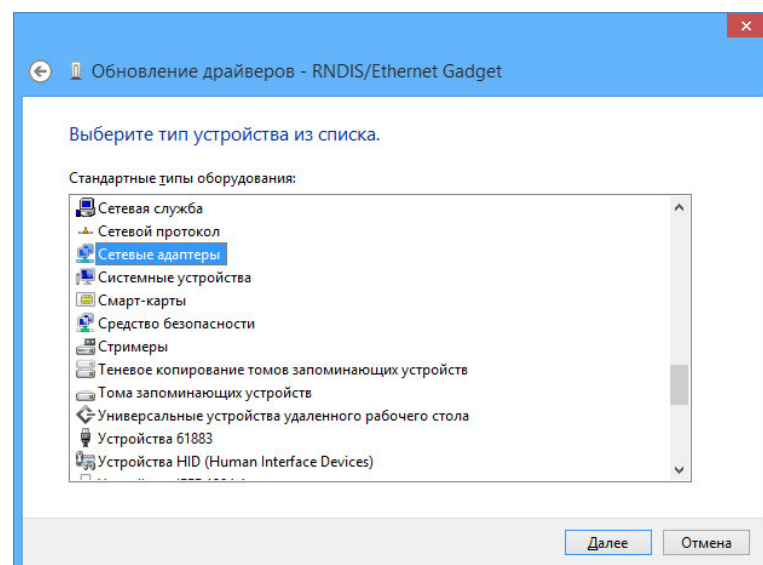 Обновление драйверов - RNDIS/Ethernet Gadget
Выберите тип устройства из списка.
Стандартные типы оборудования:
Сетевая служба
Сетевой протокол
Сетевые адаптеры
Системные устройства
Смарт-карты
Средство безопасности
Стримеры
Теневое копирование томов запоминающих устройств
Тома запоминающих устройств
Универсальные устройства удаленного рабочего стола
Устройства 61883
Устройства HID (Human Interface Devices)
Далее Отмена